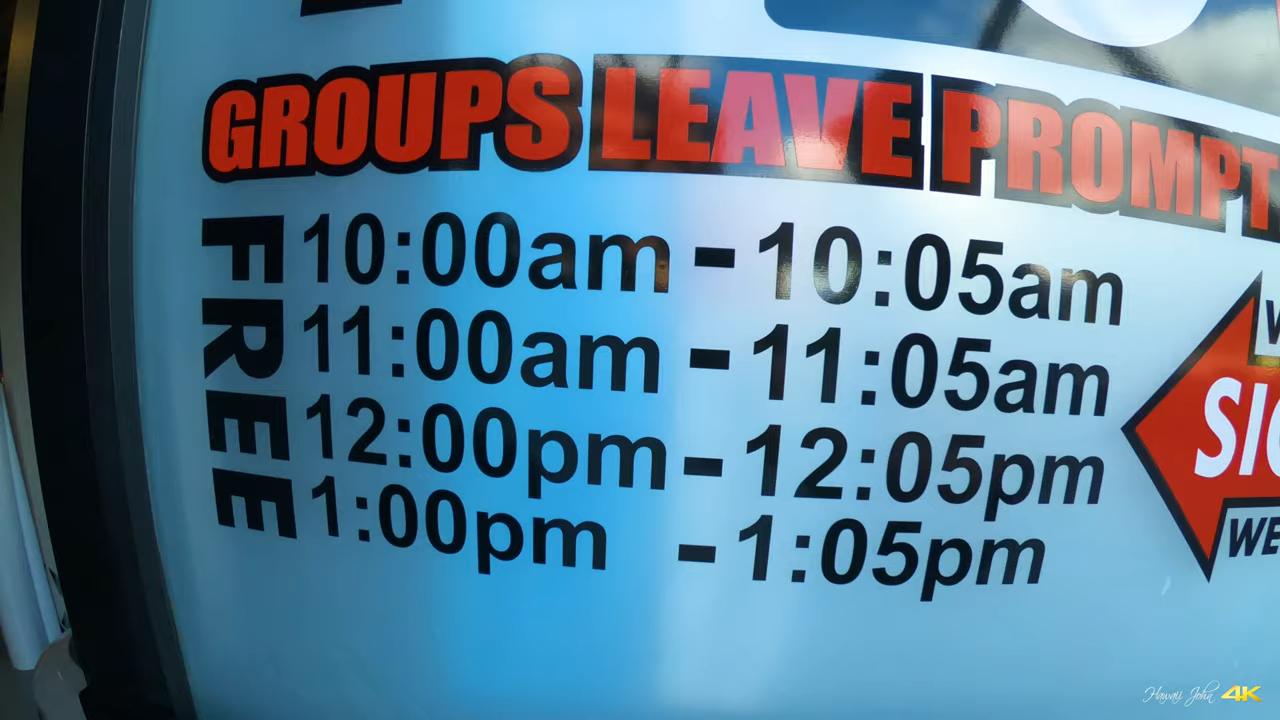 GROUPS LEAVE PROMPT
FREE
10:00am - 10:05am
11:00am - 11:05am
12:00pm - 12:05pm
1:00pm - 1:05pm
WE
Hawaii John 4K